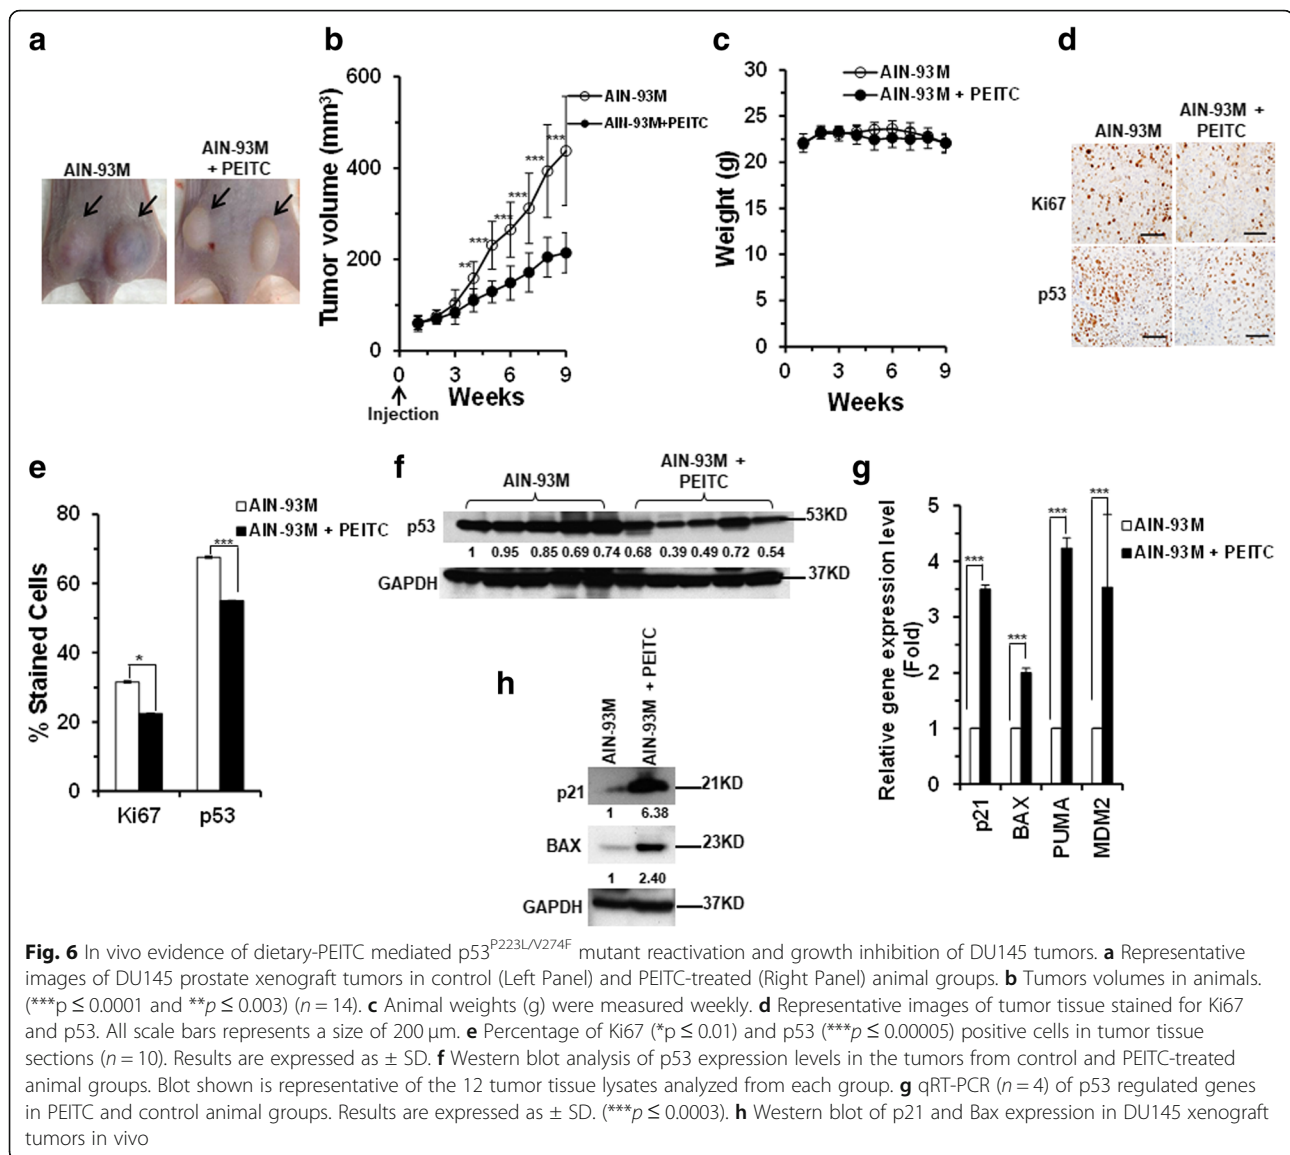 a
AIN-93M
AIN-93M
+ PEITC
b
Tumor volume (mm³)
600
400
200
0
AIN-93M
AIN-93M+PEITC
**
***
***
***
***
***
***
0
3
6
9
Weeks
Injection
c
Weight (g)
30
25
20
15
10
5
0
AIN-93M
AIN-93M + PEITC
0
3
6
9
Weeks
d
AIN-93M
AIN-93M +
PEITC
Ki67
p53
e
% Stained Cells
80
60
40
20
0
AIN-93M
AIN-93M + PEITC
*
***
Ki67
p53
f
AIN-93M
AIN-93M +
PEITC
p53
53KD
1 0.95 0.85 0.69 0.74 0.68 0.39 0.49 0.72 0.54
GAPDH
37KD
g
Relative gene expression level
(Fold)
5
4
3
2
1
0
AIN-93M
AIN-93M + PEITC
***
***
***
***
p21
BAX
PUMA
MDM2
h
AIN-93M
AIN-93M + PEITC
p21
21KD
1 6.38
BAX
23KD
1 2.40
GAPDH
37KD
Fig. 6 In vivo evidence of dietary-PEITC mediated p53P223L/V274F mutant reactivation and growth inhibition of DU145 tumors. a Representative
images of DU145 prostate xenograft tumors in control (Left Panel) and PEITC-treated (Right Panel) animal groups. b Tumors volumes in animals.
(***p ≤ 0.0001 and **p ≤ 0.003) (n = 14). c Animal weights (g) were measured weekly. d Representative images of tumor tissue stained for Ki67
and p53. All scale bars represents a size of 200 μm. e Percentage of Ki67 (*p ≤ 0.01) and p53 (***p ≤ 0.00005) positive cells in tumor tissue
sections (n = 10). Results are expressed as ± SD. f Western blot analysis of p53 expression levels in the tumors from control and PEITC-treated
animal groups. Blot shown is representative of the 12 tumor tissue lysates analyzed from each group. g qRT-PCR (n = 4) of p53 regulated genes
in PEITC and control animal groups. Results are expressed as ± SD. (***p ≤ 0.0003). h Western blot of p21 and Bax expression in DU145 xenograft
tumors in vivo